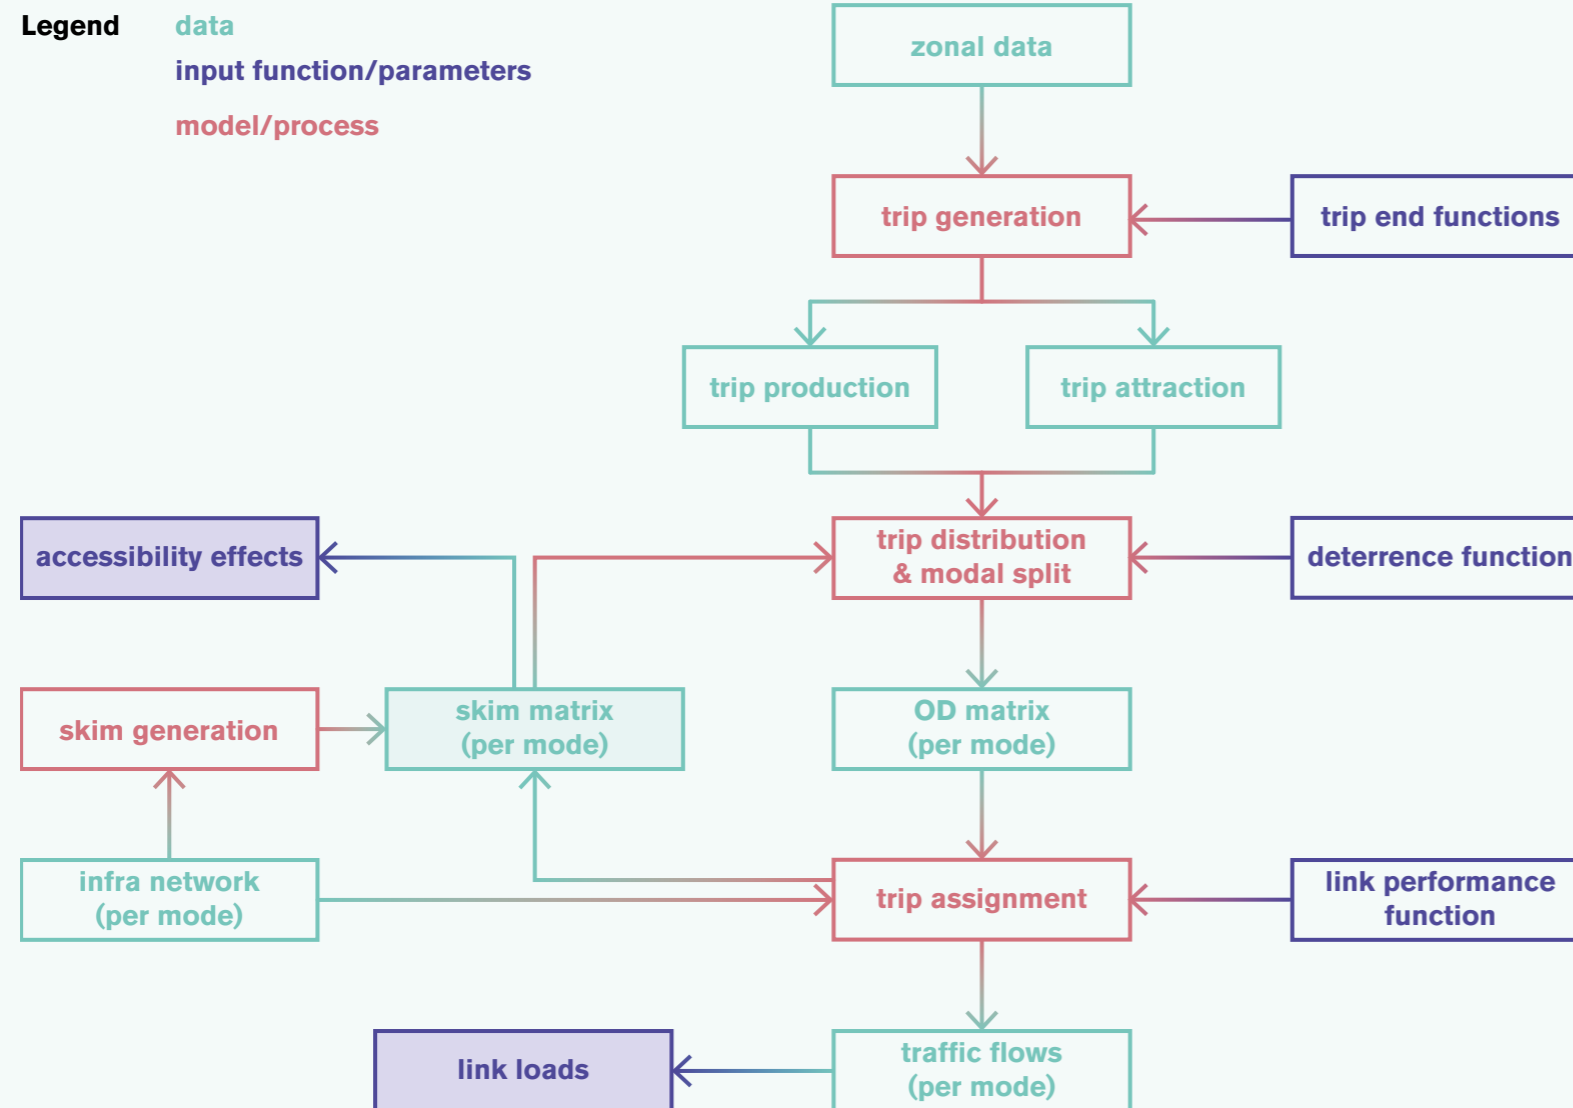 Legend
data
input function/parameters
model/process
zonal data
trip generation
trip end functions
trip production
trip attraction
accessibility effects
trip distribution
& modal split
deterrence function
skim generation
skim matrix
(per mode)
OD matrix
(per mode)
infra network
(per mode)
trip assignment
link performance
function
link loads
traffic flows
(per mode)